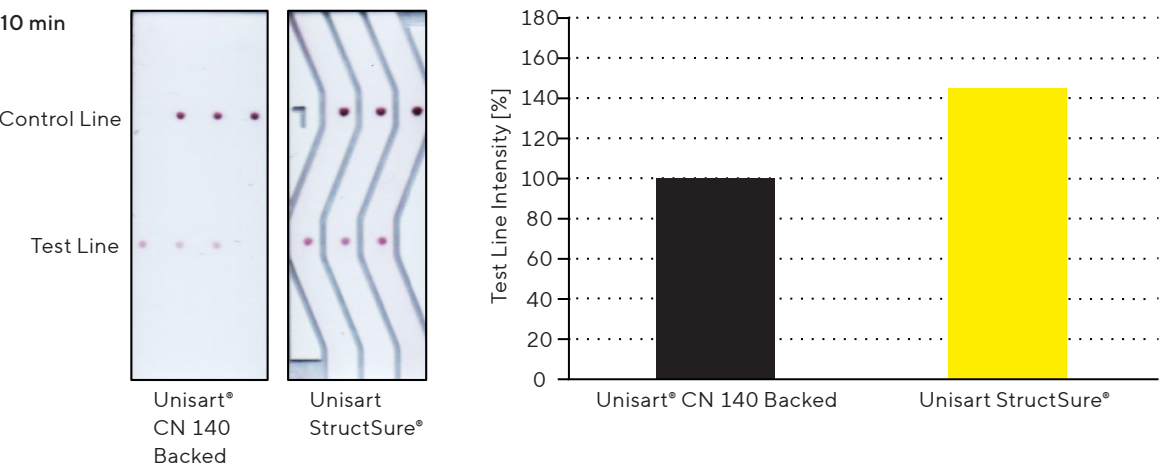 10 min
Control Line
Test Line
Unisart®
CN 140
Backed
Unisart
StructSure®
Test Line Intensity [%]
180
160
140
120
100
80
60
40
20
0
Unisart® CN 140 Backed
Unisart StructSure®